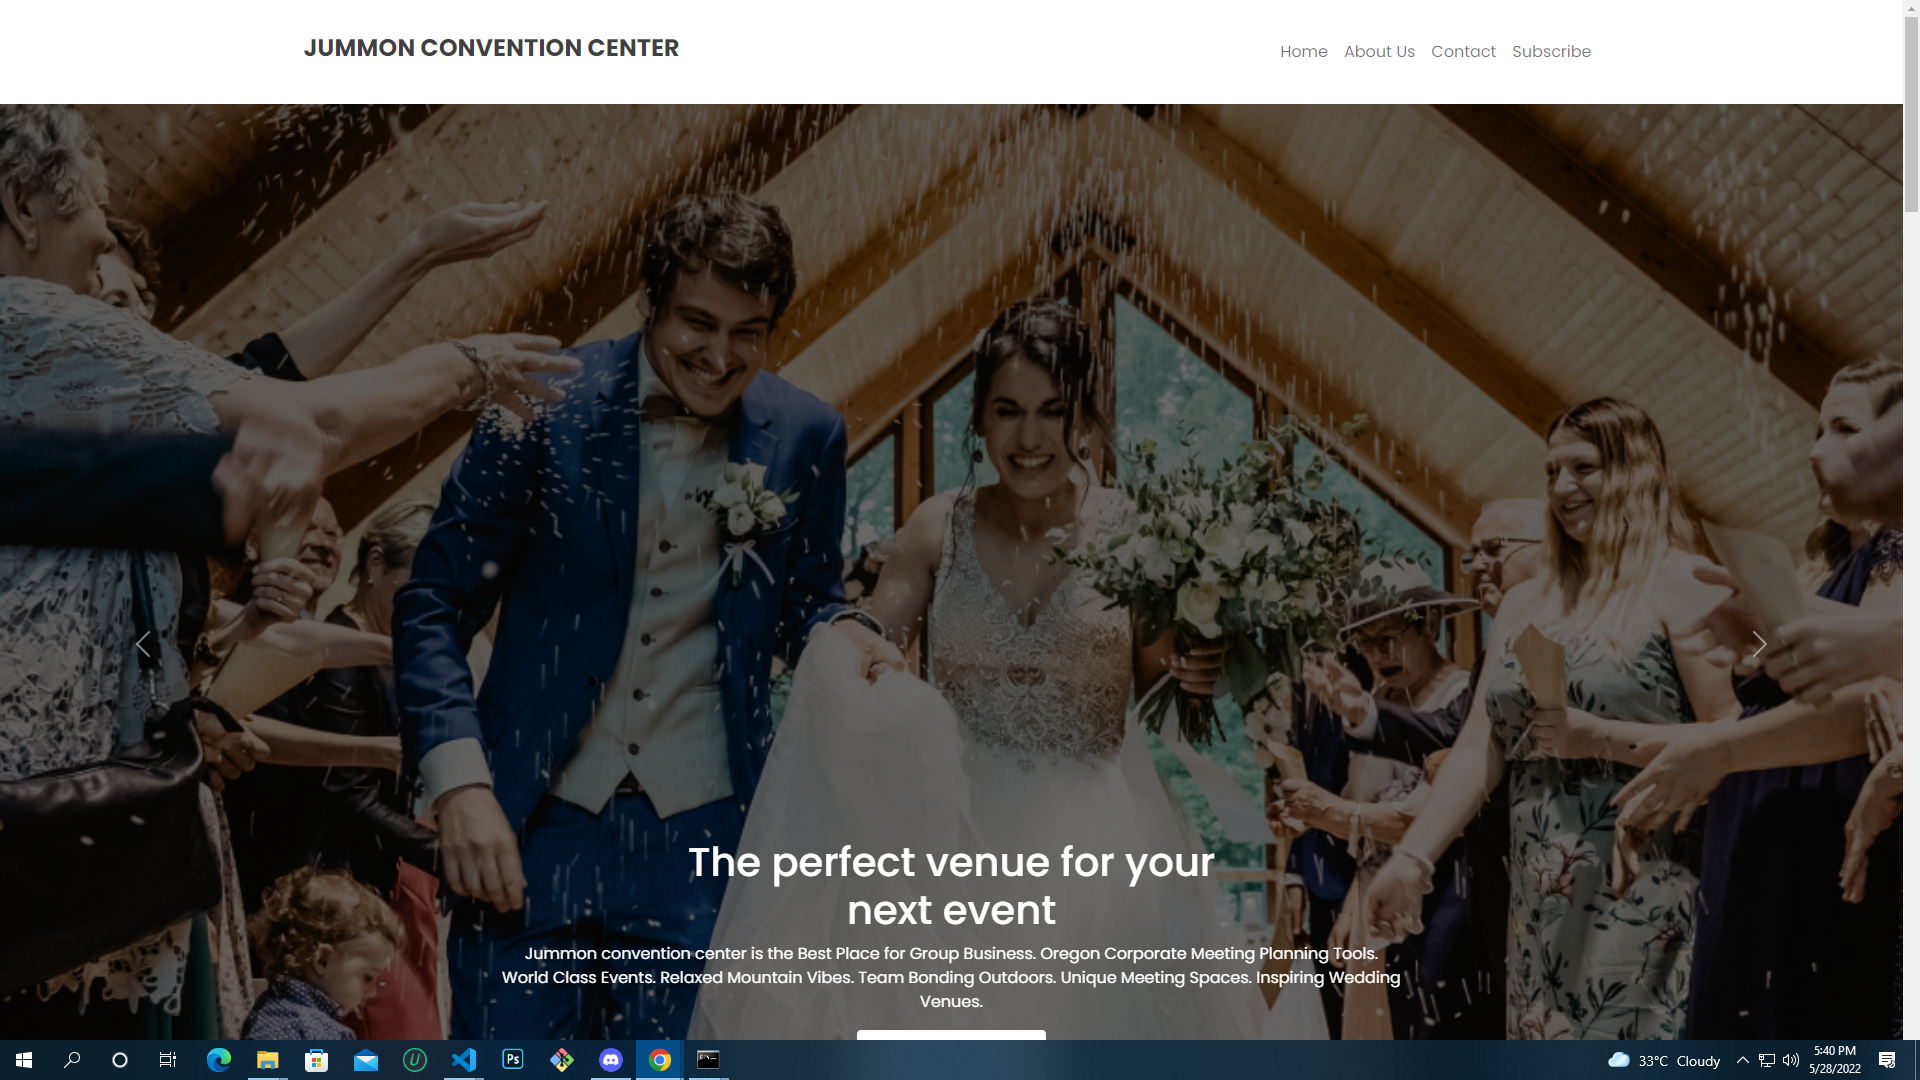 JUMMON CONVENTION CENTER
Home About Us Contact Subscribe
The perfect venue for your
next event
Jummon convention center is the Best Place for Group Business. Oregon Corporate Meeting Planning Tools.
World Class Events. Relaxed Mountain Vibes. Team Bonding Outdoors. Unique Meeting Spaces. Inspiring Wedding
Venues.
Ps
33°C Cloudy
5:40 PM
5/28/2022